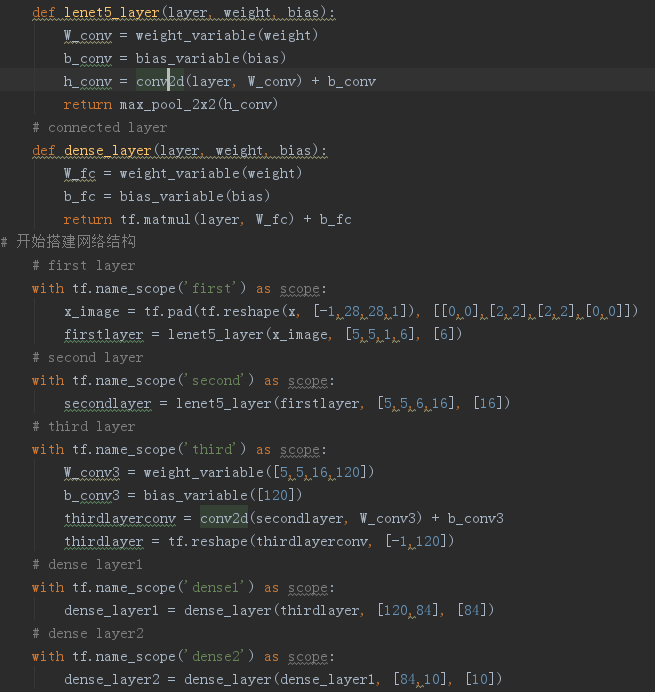 def lenet5_layer(layer, weight, bias):
        W_conv = weight_variable(weight)
        b_conv = bias_variable(bias)
        h_conv = conv2d(layer, W_conv) + b_conv
        return max_pool_2x2(h_conv)
    # connected layer
    def dense_layer(layer, weight, bias):
        W_fc = weight_variable(weight)
        b_fc = bias_variable(bias)
        return tf.matmul(layer, W_fc) + b_fc
# 开始搭建网络结构
    # first layer
    with tf.name_scope('first') as scope:
        x_image = tf.pad(tf.reshape(x, [-1,28,28,1]), [[0,0],[2,2],[2,2],[0,0]])
        firstlayer = lenet5_layer(x_image, [5,5,1,6], [6])
    # second layer
    with tf.name_scope('second') as scope:
        secondlayer = lenet5_layer(firstlayer, [5,5,6,16], [16])
    # third layer
    with tf.name_scope('third') as scope:
        W_conv3 = weight_variable([5,5,16,120])
        b_conv3 = bias_variable([120])
        thirdlayerconv = conv2d(secondlayer, W_conv3) + b_conv3
        thirdlayer = tf.reshape(thirdlayerconv, [-1,120])
    # dense layer1
    with tf.name_scope('dense1') as scope:
        dense_layer1 = dense_layer(thirdlayer, [120,84], [84])
    # dense layer2
    with tf.name_scope('dense2') as scope:
        dense_layer2 = dense_layer(dense_layer1, [84,10], [10])